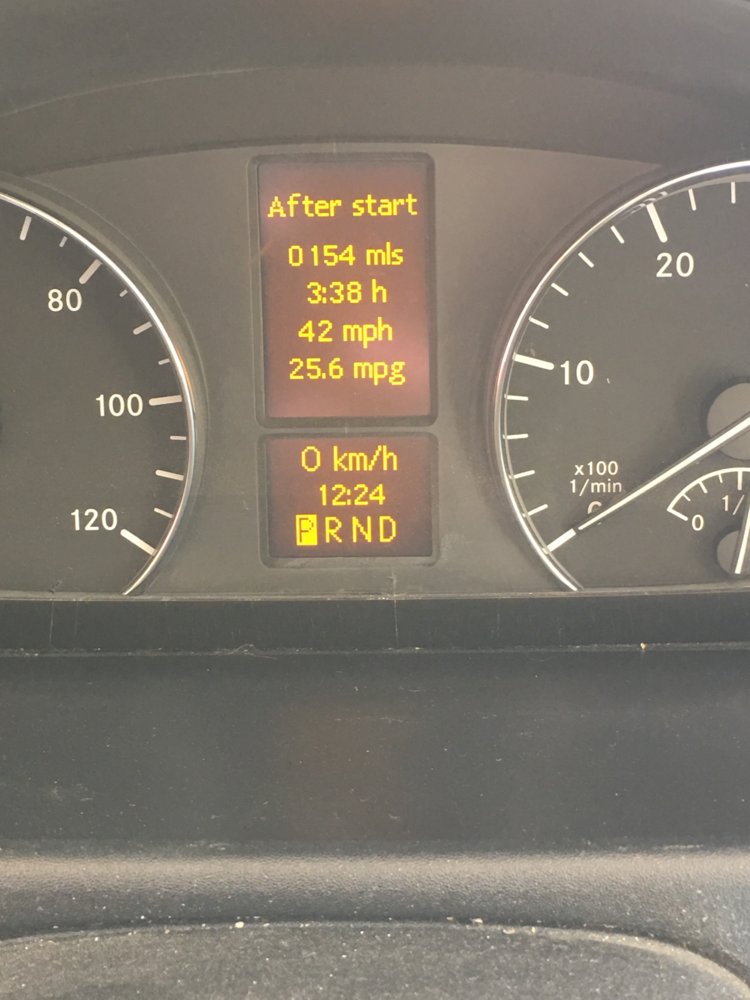 After start
0154 mls
3:38 h
42 mph
25.6 mpg
0 km/h
12:24
P R N D
80
100
120
20
10
x100
1/min
0
1/